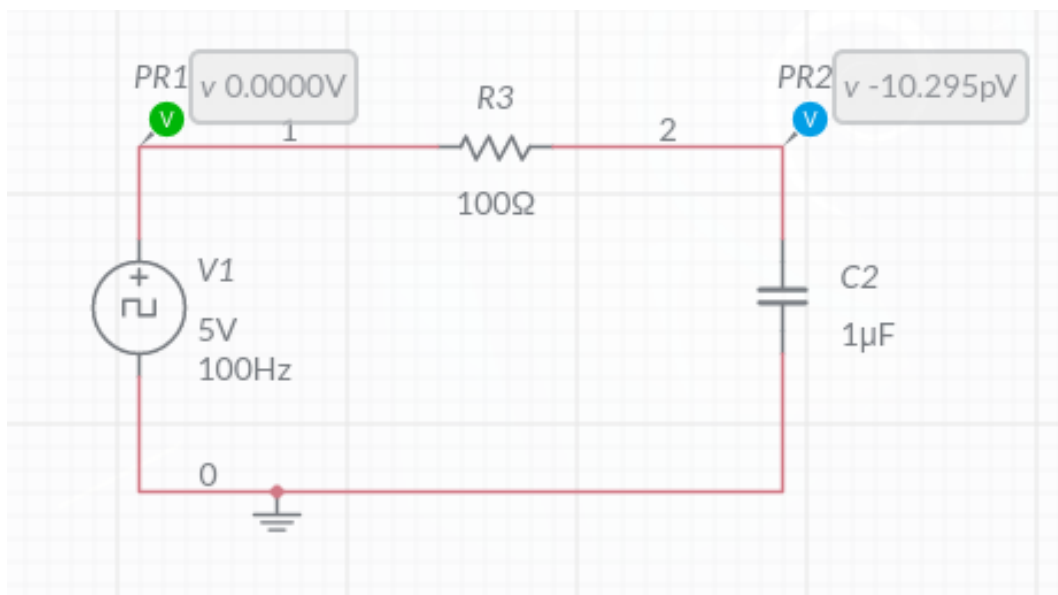 PR1
v 0.0000V
V
1
R3
100Ω
2
PR2
v -10.295pV
V
V1
5V
100Hz
C2
1µF
0